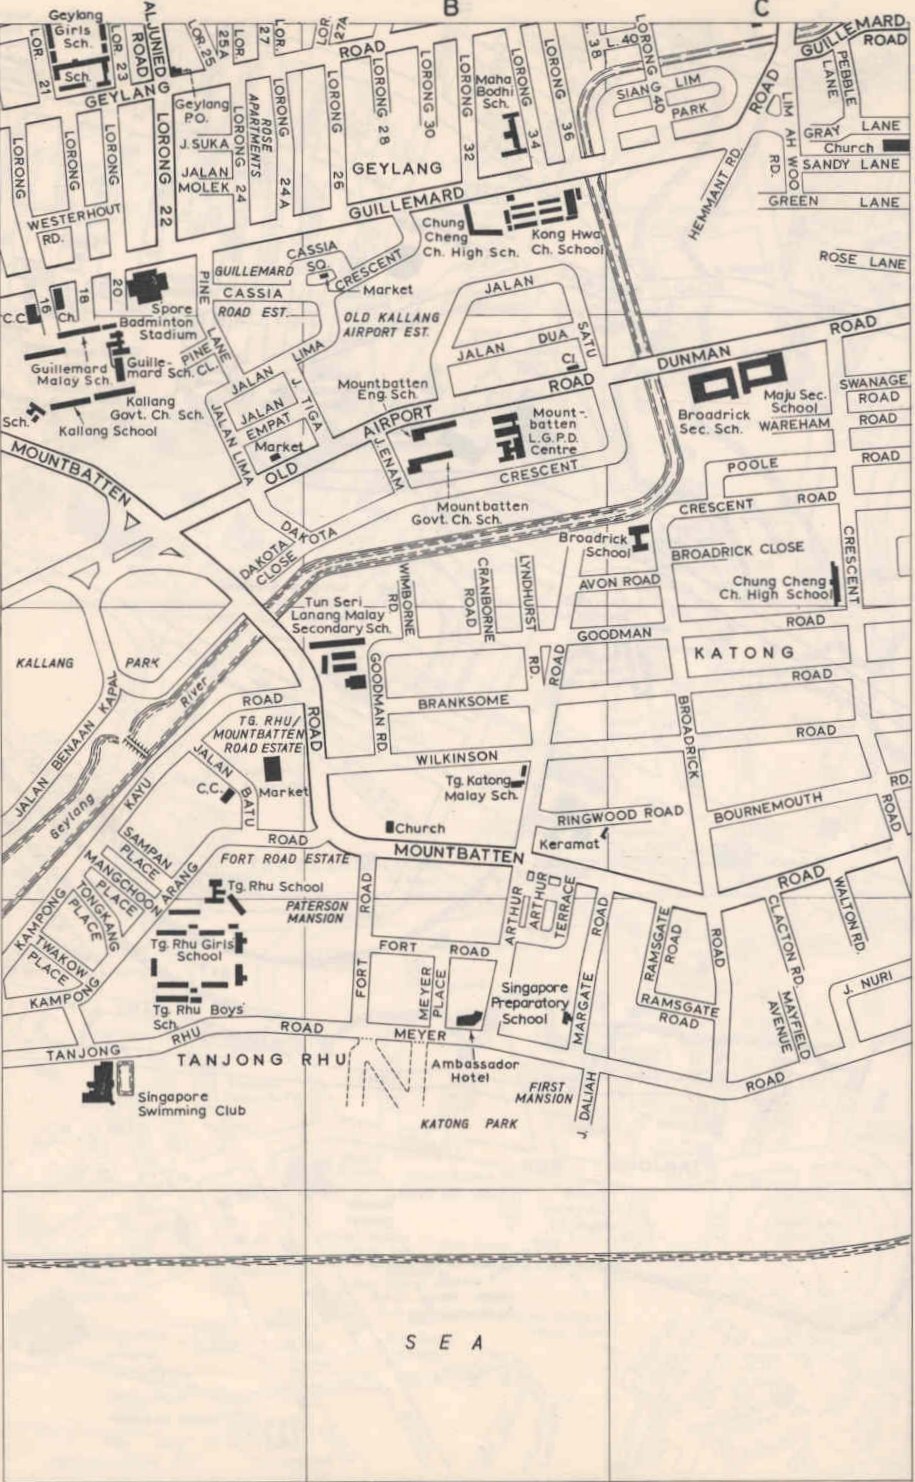 B
C
Geylang
Girls
Sch.
LOR. 21
Sch.
LOR. 23
ALJUNIED
ROAD
LOR. 25
LOR.
25A
LOR.
27
LOR.
LOR.
27A
GEYLANG
ROAD
L. 38
L. 40
LORONG
40
GUILLEMARD
ROAD
PEBBLE
LANE
LIM
SIANG
PARK
ROAD
LIM AH WOO
RD.
GRAY LANE
Church
SANDY LANE
GREEN LANE
HEMMANT RD.
ROSE LANE
Geylang
P.O.
J. SUKA
JALAN
MOLEK
LORONG
LORONG
LORONG
LORONG
22
LORONG
24
ROSE
APARTMENTS
LORONG
24A
LORONG
26
LORONG
28
LORONG
30
LORONG
32
Maha
Bodhi
Sch.
LORONG
34
LORONG
36
GEYLANG
GUILLEMARD
WESTERHOUT
RD.
16
18
20
C.C.
Ch.
S'pore
Badminton
Stadium
Guillemard
Malay Sch.
Guille-
mard Sch.
Kallang
Govt. Ch. Sch.
Sch.
Kallang School
PINE
LANE
PINE
CL.
GUILLEMARD
CASSIA
ROAD EST.
CASSIA
SQ
CRESCENT
Market
OLD KALLANG
AIRPORT EST.
Chung
Cheng
Ch. High Sch.
Kong Hwa
Ch. School
JALAN
SATU
JALAN DUA
C.
DUNMAN
ROAD
JALAN
LIMA
J. TIGA
JALAN
EMPAT
JALAN LIMA
Market
Mountbatten
Eng. Sch.
OLD
AIRPORT
ROAD
J. ENAM
Mount-
batten
L.G.P.D.
Centre
CRESCENT
Mountbatten
Govt. Ch. Sch.
Broadrick
Sec. Sch.
Maju Sec.
School
SWANAGE
ROAD
WAREHAM
ROAD
POOLE
ROAD
CRESCENT ROAD
CRESCENT
BROADRICK CLOSE
Broadrick
School
AVON ROAD
Chung Cheng
Ch. High School
MOUNTBATTEN
DAKOTA
DAKOTA
CLOSE
WIMBORNE
RD.
CRANBORNE
ROAD
LYNDHURST
RD.
GOODMAN
ROAD
ROAD
KATONG
Tun Seri
Lanang Malay
Secondary Sch.
GOODMAN RD.
BRANKSOME
ROAD
WILKINSON
ROAD
BROADRICK
RD.
ROAD
BOURNEMOUTH
RINGWOOD ROAD
Keramat
Tg. Katong
Malay Sch.
KALLANG PARK
JALAN BENAAN KAPAL
River
Geylang
ROAD
ROAD
TG. RHU/
MOUNTBATTEN
ROAD ESTATE
JALAN
BATU
Market
C.C.
KAYU
ROAD
Church
MOUNTBATTEN
ROAD
FORT ROAD ESTATE
SAMPAN
PLACE
MANGCHOON
PLACE
TONGKANG
PLACE
ARANG
KAMPONG
TWAKOW
PLACE
KAMPONG
Tg. Rhu School
PATERSON
MANSION
Tg. Rhu Girls
School
Tg. Rhu Boys'
Sch.
ROAD
FORT
FORT ROAD
MEYER
PLACE
ARTHUR
ARTHUR
TERRACE
ROAD
MARGATE
Singapore
Preparatory
School
RAMSGATE
ROAD
RAMSGATE
ROAD
ROAD
CLACTON RD.
WALTON RD.
MAYFIELD
AVENUE
J. NURI
TANJONG
RHU
ROAD
MEYER
ROAD
TANJONG RHU
Ambassador
Hotel
FIRST
MANSION
J. DALIAH
KATONG PARK
Singapore
Swimming Club
SEA